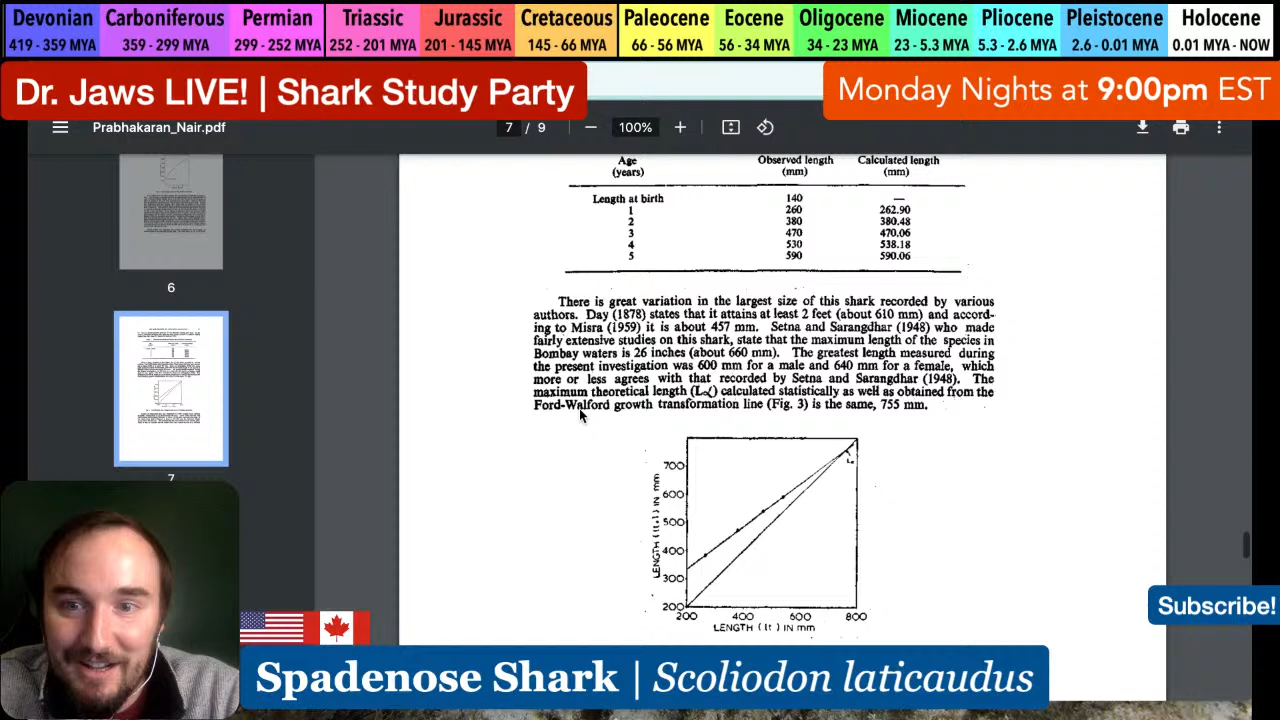 Devonian Carboniferous Permian Triassic Jurassic Cretaceous Paleocene Eocene Oligocene Miocene Pliocene Pleistocene Holocene
419 - 359 MYA 359 - 299 MYA 299 - 252 MYA 252 - 201 MYA 201 - 145 MYA 145 - 66 MYA 66 - 56 MYA 56 - 34 MYA 34 - 23 MYA 23 - 5.3 MYA 5.3 - 2.6 MYA 2.6 - 0.01 MYA 0.01 MYA - NOW
Dr. Jaws LIVE! | Shark Study Party
Monday Nights at 9:00pm EST
Prabhakaran_Nair.pdf
7 / 9
100%
6
7
Age Observed length Calculated length
(years) (mm) (mm)
Length at birth 140 —
1 260 262.90
2 380 380.48
3 470 470.06
4 530 538.18
5 590 590.06
There is great variation in the largest size of this shark recorded by various
authors. Day (1878) states that it attains at least 2 feet (about 610 mm) and accord-
ing to Misra (1959) it is about 457 mm. Setna and Sarangdhar (1948) who made
fairly extensive studies on this shark, state that the maximum length of the species in
Bombay waters is 26 inches (about 660 mm). The greatest length measured during
the present investigation was 600 mm for a male and 640 mm for a female, which
more or less agrees with that recorded by Setna and Sarangdhar (1948). The
maximum theoretical length (L∝) calculated statistically as well as obtained from the
Ford-Walford growth transformation line (Fig. 3) is the same, 755 mm.
700
600
500
400
300
200
200 400 600 800
LENGTH (lt) IN mm
Subscribe!
Spadenose Shark | Scoliodon laticaudus